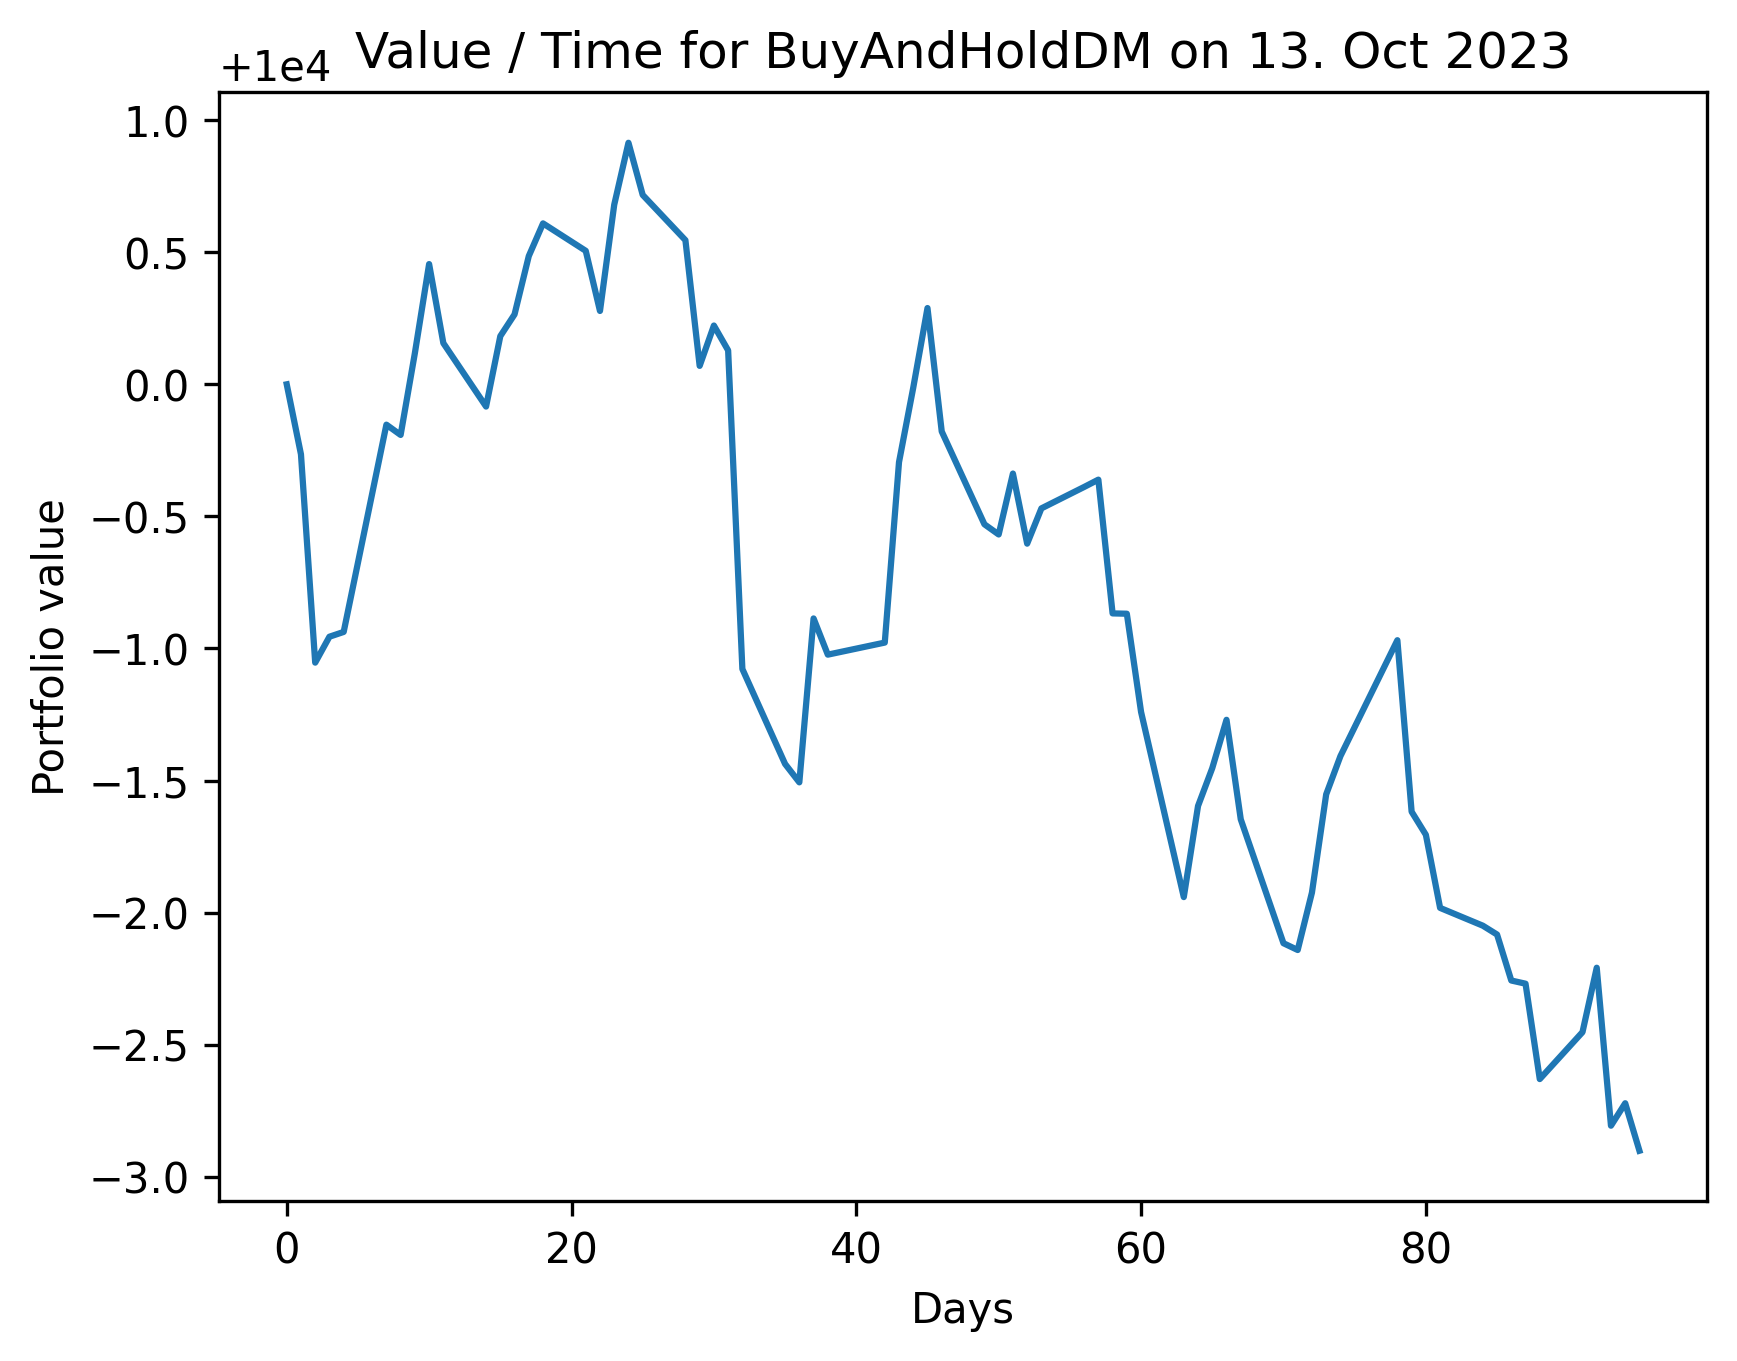 Value / Time for BuyAndHoldDM on 13. Oct 2023
+1e4
1.0
0.5
0.0
−0.5
−1.0
−1.5
−2.0
−2.5
−3.0
Portfolio value
0 20 40 60 80
Days